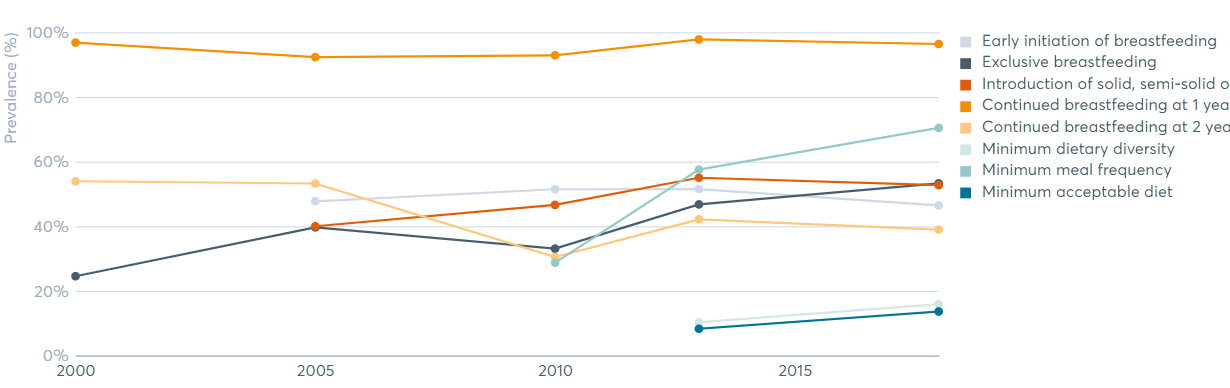 Prevalence (%)
100%
80%
60%
40%
20%
0%
2000 2005 2010 2015
Early initiation of breastfeeding
Exclusive breastfeeding
Introduction of solid, semi-solid o
Continued breastfeeding at 1 yea
Continued breastfeeding at 2 yea
Minimum dietary diversity
Minimum meal frequency
Minimum acceptable diet